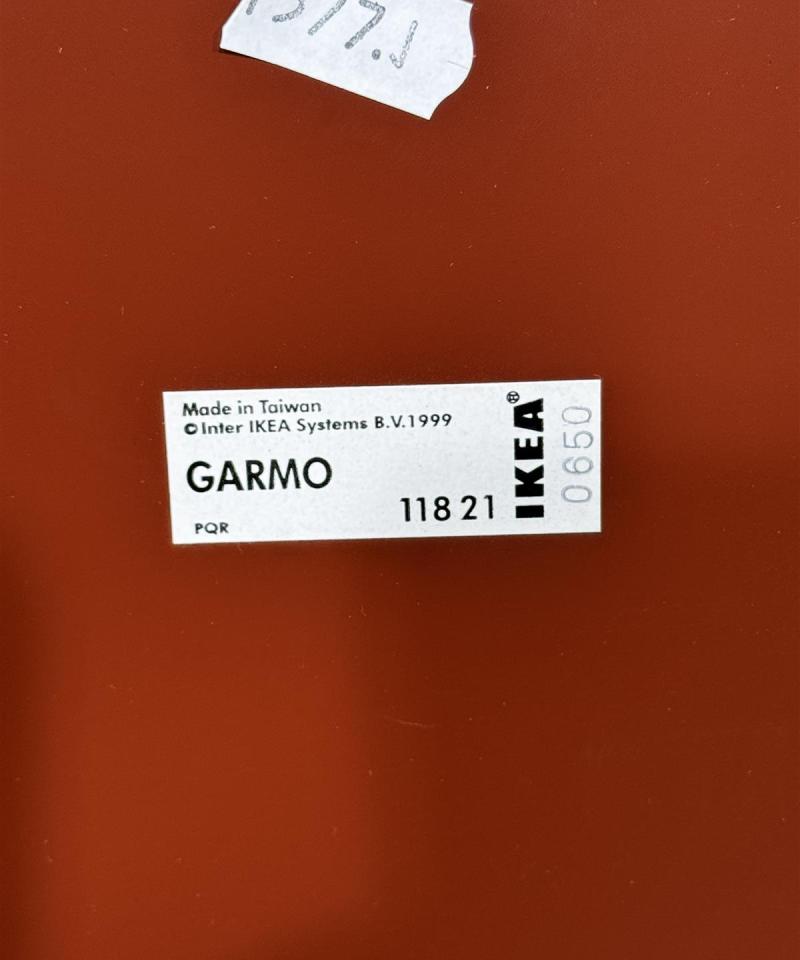 Made in Taiwan
© Inter IKEA Systems B.V.1999
GARMO
118 21
PQR
IKEA®
0650